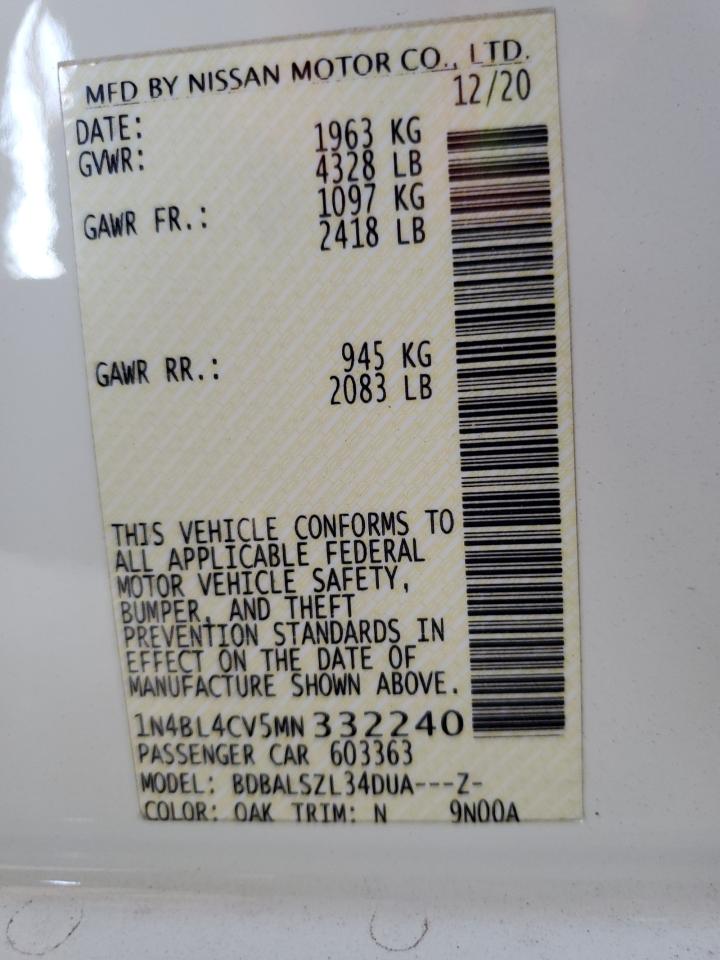 MFD BY NISSAN MOTOR CO., LTD.
DATE: 12/20
GVWR: 1963 KG
4328 LB
GAWR FR.: 1097 KG
2418 LB
GAWR RR.: 945 KG
2083 LB
THIS VEHICLE CONFORMS TO
ALL APPLICABLE FEDERAL
MOTOR VEHICLE SAFETY,
BUMPER, AND THEFT
PREVENTION STANDARDS IN
EFFECT ON THE DATE OF
MANUFACTURE SHOWN ABOVE.
1N4BL4CV5MN332240
PASSENGER CAR 603363
MODEL: BDBALSZL34DUA---Z-
COLOR: QAK TRIM: N 9N00A